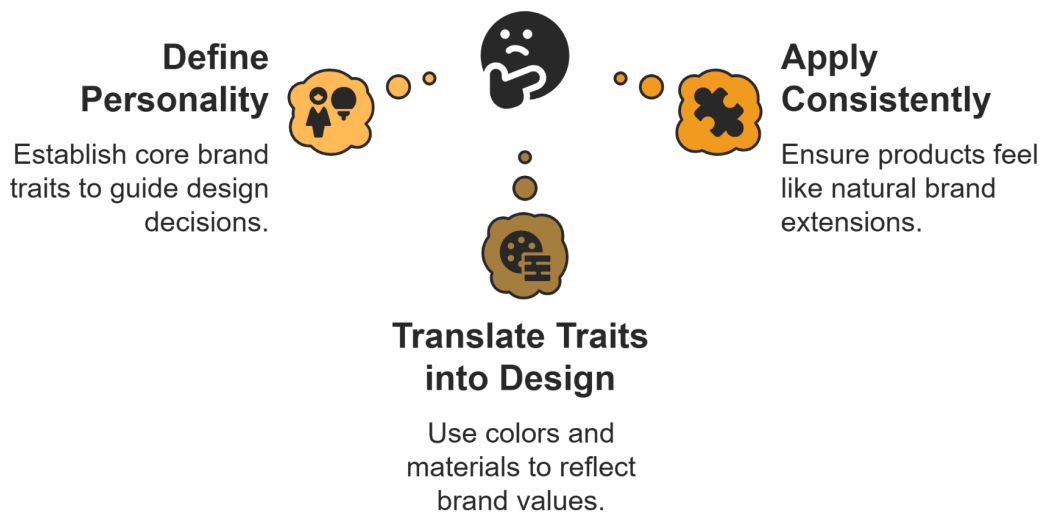 Define
Personality
Establish core brand
traits to guide design
decisions.
Translate Traits
into Design
Use colors and
materials to reflect
brand values.
Apply
Consistently
Ensure products feel
like natural brand
extensions.